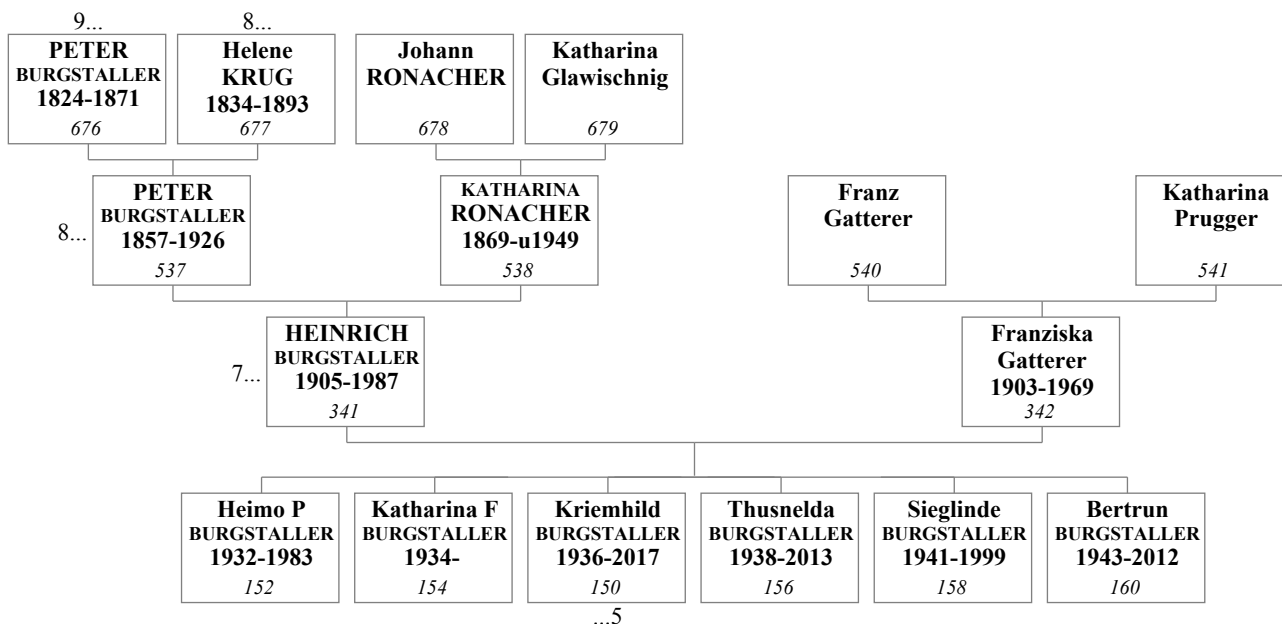 9...
8...
PETER
BURGSTALLER
1824-1871
676
Helene
KRUG
1834-1893
677
Johann
RONACHER
678
Katharina
Glawischnig
679
8...
PETER
BURGSTALLER
1857-1926
537
KATHARINA
RONACHER
1869-u1949
538
Franz
Gatterer
540
Katharina
Prugger
541
7...
HEINRICH
BURGSTALLER
1905-1987
341
Franziska
Gatterer
1903-1969
342
Heimo P
BURGSTALLER
1932-1983
152
Katharina F
BURGSTALLER
1934-
154
Kriemhild
BURGSTALLER
1936-2017
150
Thusnelda
BURGSTALLER
1938-2013
156
Sieglinde
BURGSTALLER
1941-1999
158
Bertrun
BURGSTALLER
1943-2012
160
...5